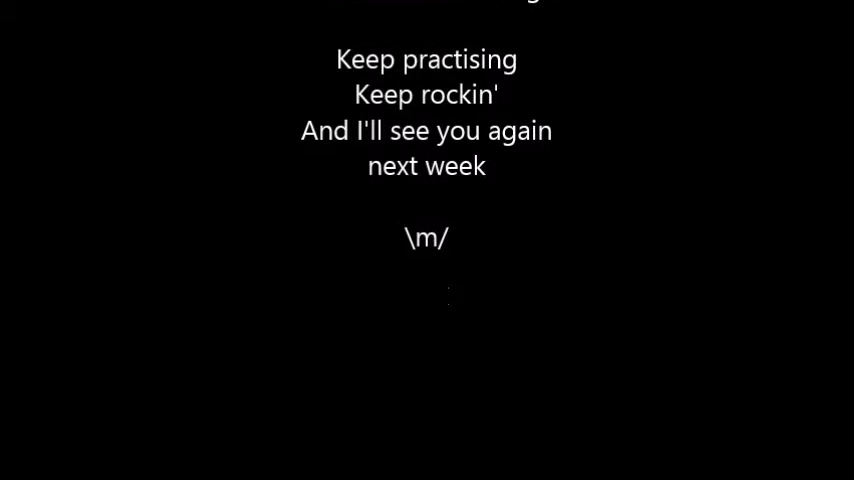 Keep practising
Keep rockin'
And I'll see you again
next week
\m/